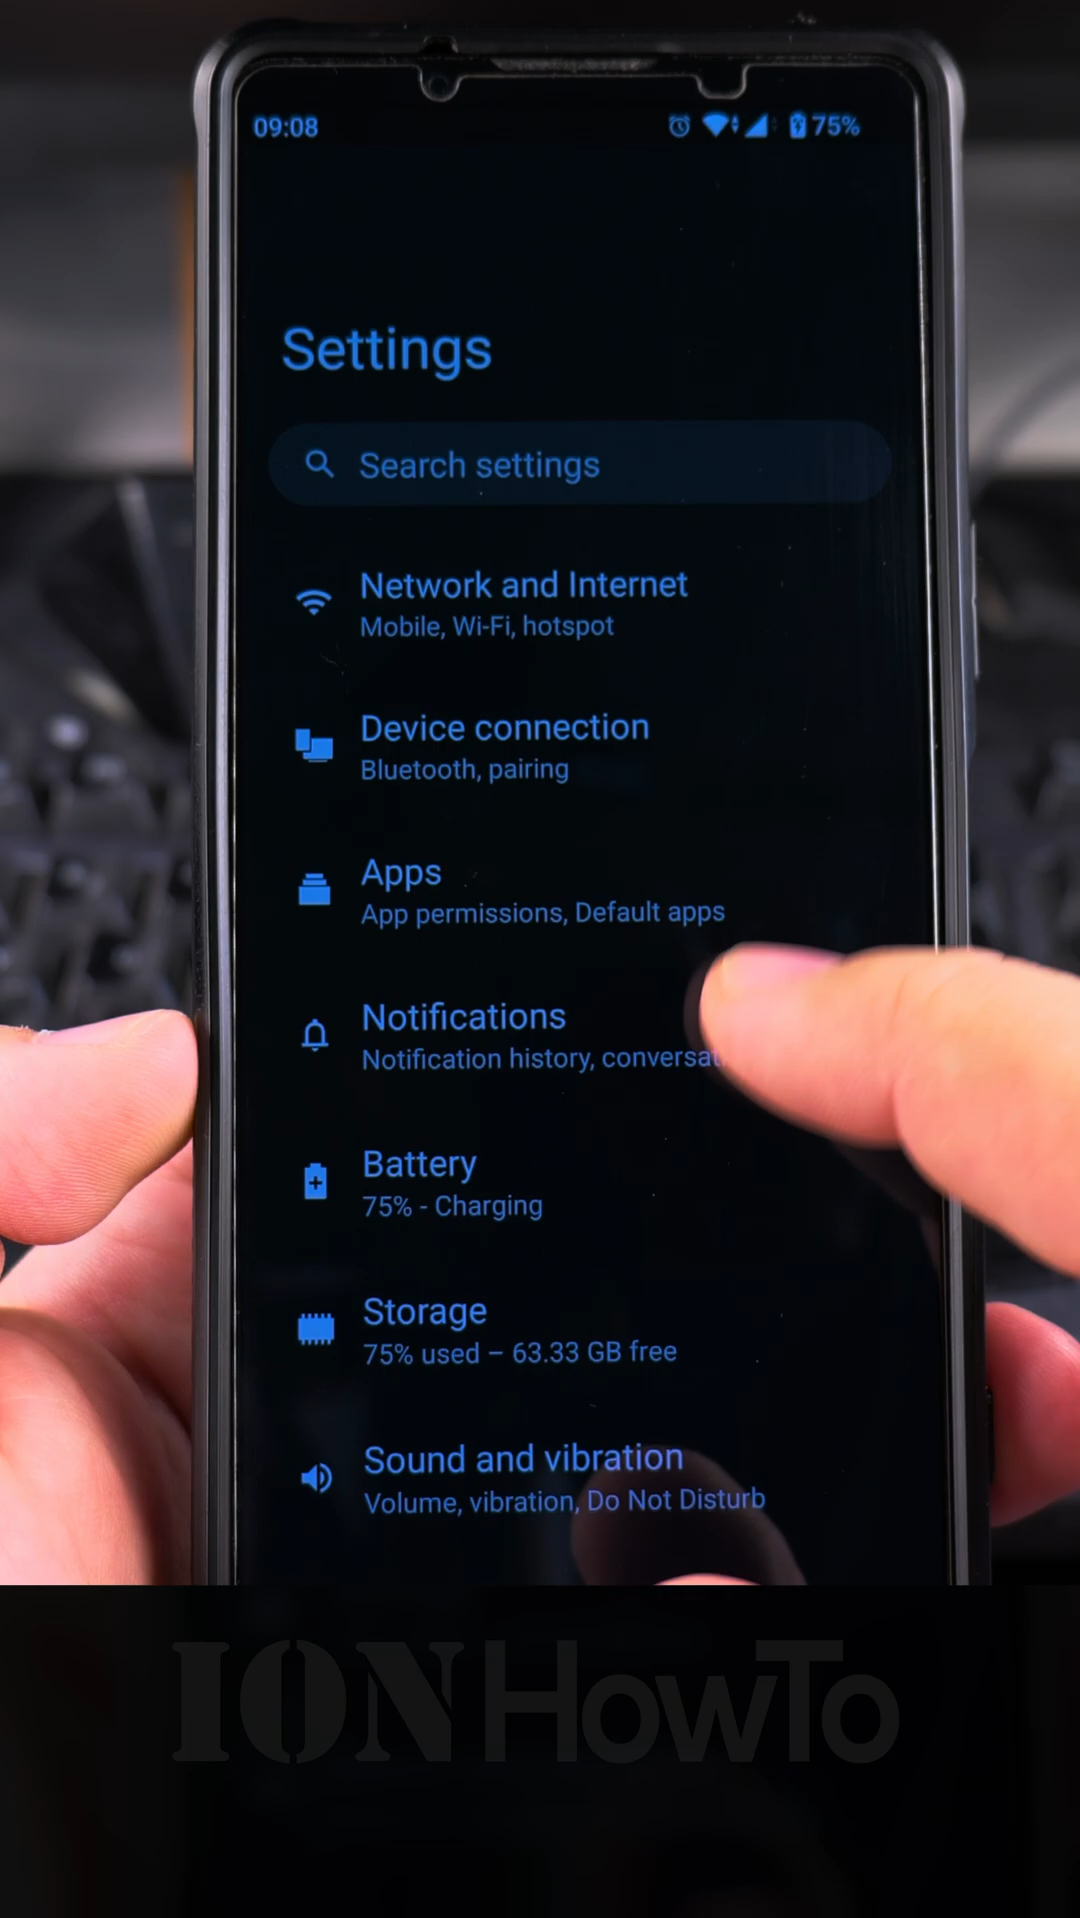 09:08 75%
Settings
Search settings
Network and Internet
Mobile, Wi-Fi, hotspot
Device connection
Bluetooth, pairing
Apps
App permissions, Default apps
Notifications
Notification history,
Battery
75% - Charging
Storage
75% used – 63.33 GB free
Sound and vibration
Volume, vibration, Do Not Disturb
ION HowTo